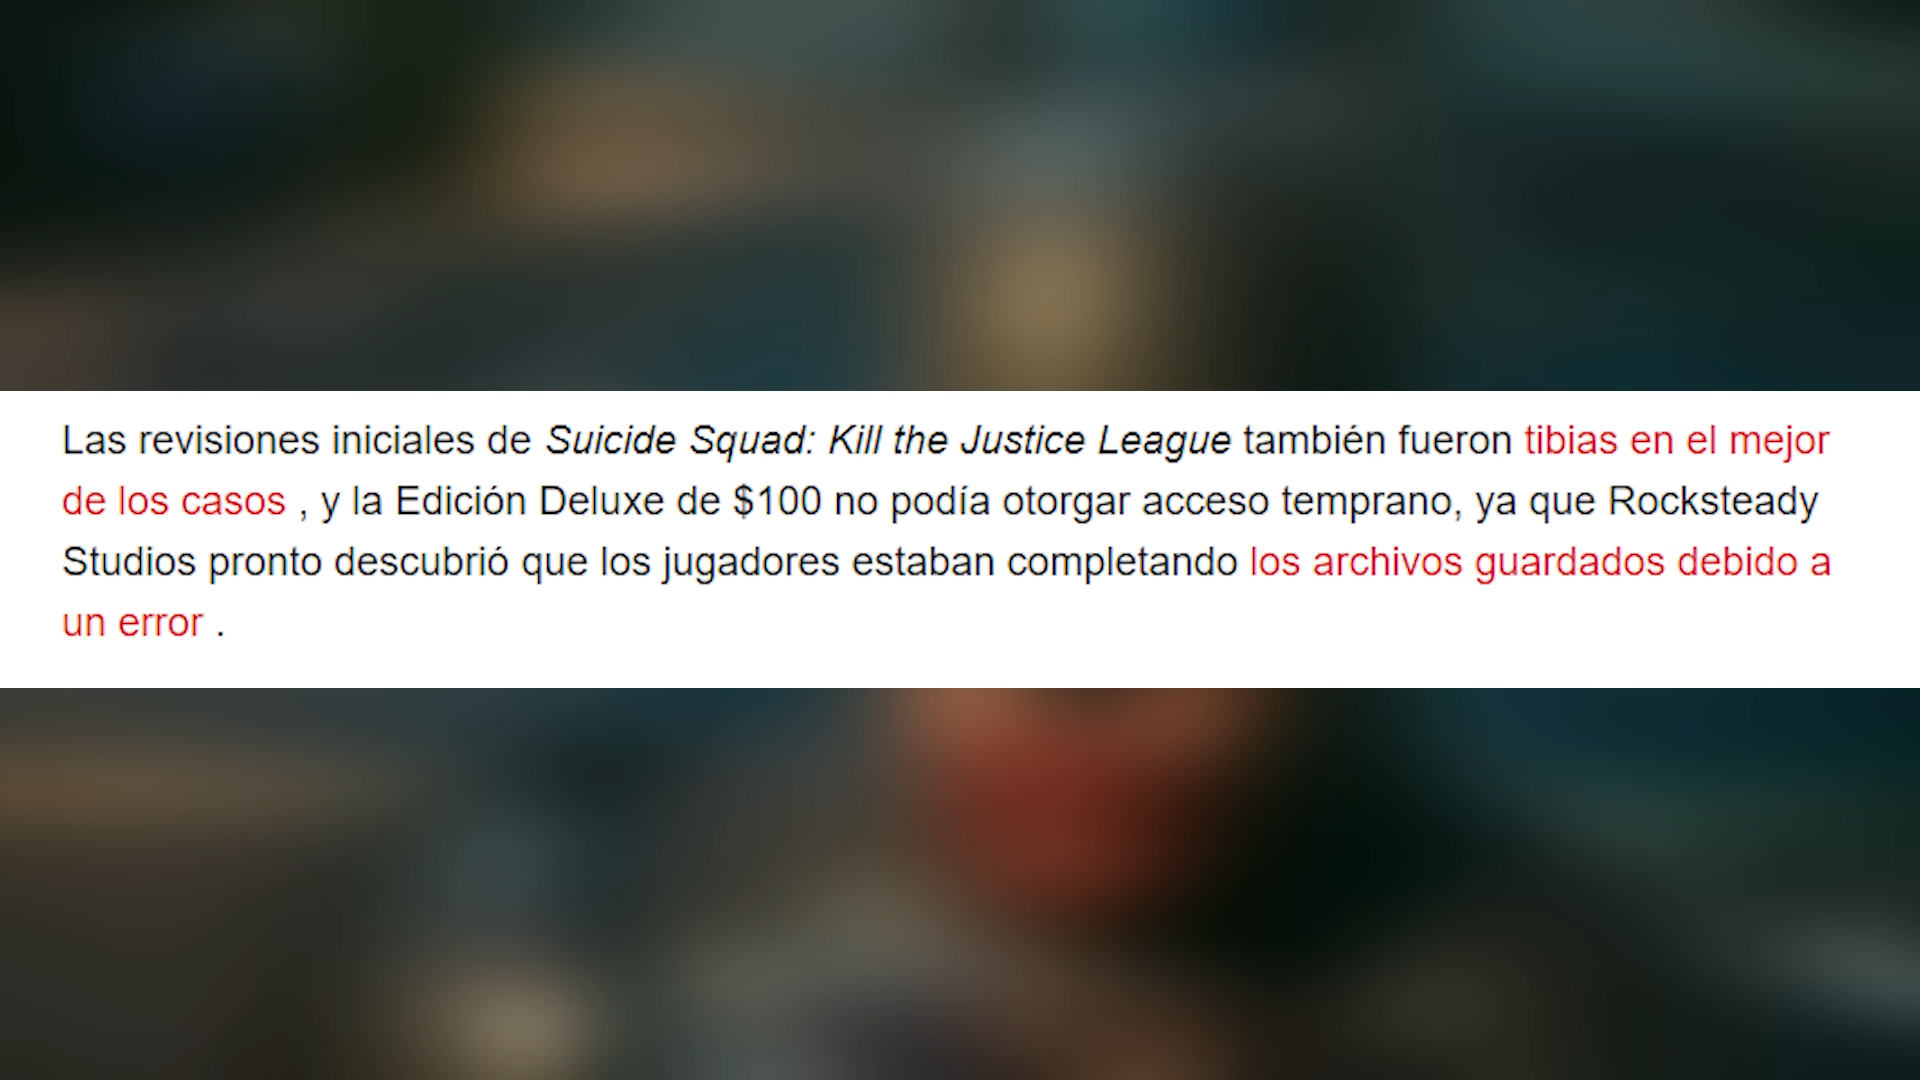 Las revisiones iniciales de Suicide Squad: Kill the Justice League también fueron tibias en el mejor
de los casos , y la Edición Deluxe de $100 no podía otorgar acceso temprano, ya que Rocksteady
Studios pronto descubrió que los jugadores estaban completando los archivos guardados debido a
un error .